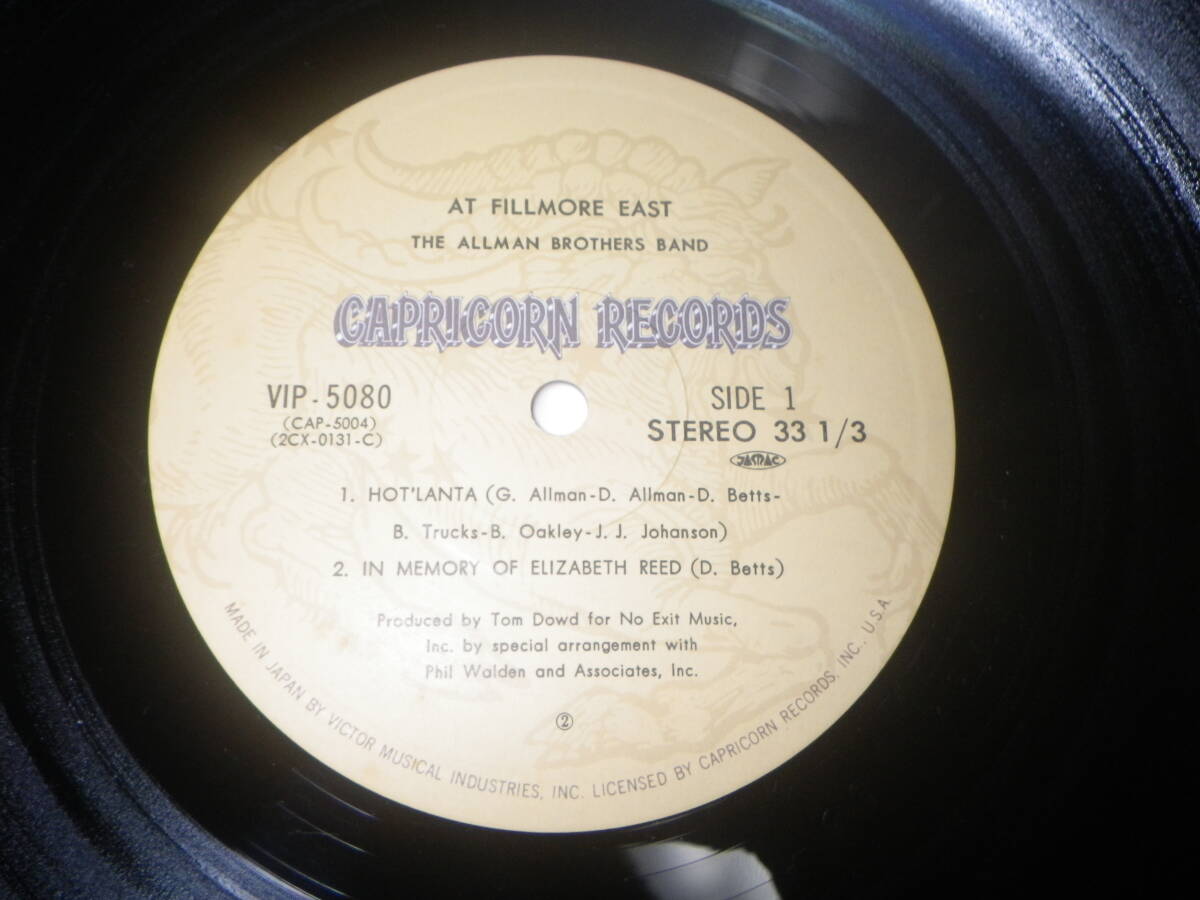 AT FILLMORE EAST
THE ALLMAN BROTHERS BAND
CAPRICORN RECORDS
VIP-5080
(CAP-5004)
(2CX-0131-C)
SIDE 1
STEREO 33 1/3
JASRAC
1. HOT'LANTA (G. Allman-D. Allman-D. Betts-
B. Trucks-B. Oakley-J. J. Johanson)
2. IN MEMORY OF ELIZABETH REED (D. Betts)
Produced by Tom Dowd for No Exit Music,
Inc. by special arrangement with
Phil Walden and Associates, Inc.
②
MADE IN JAPAN BY VICTOR MUSICAL INDUSTRIES, INC. LICENSED BY CAPRICORN RECORDS, INC., U.S.A